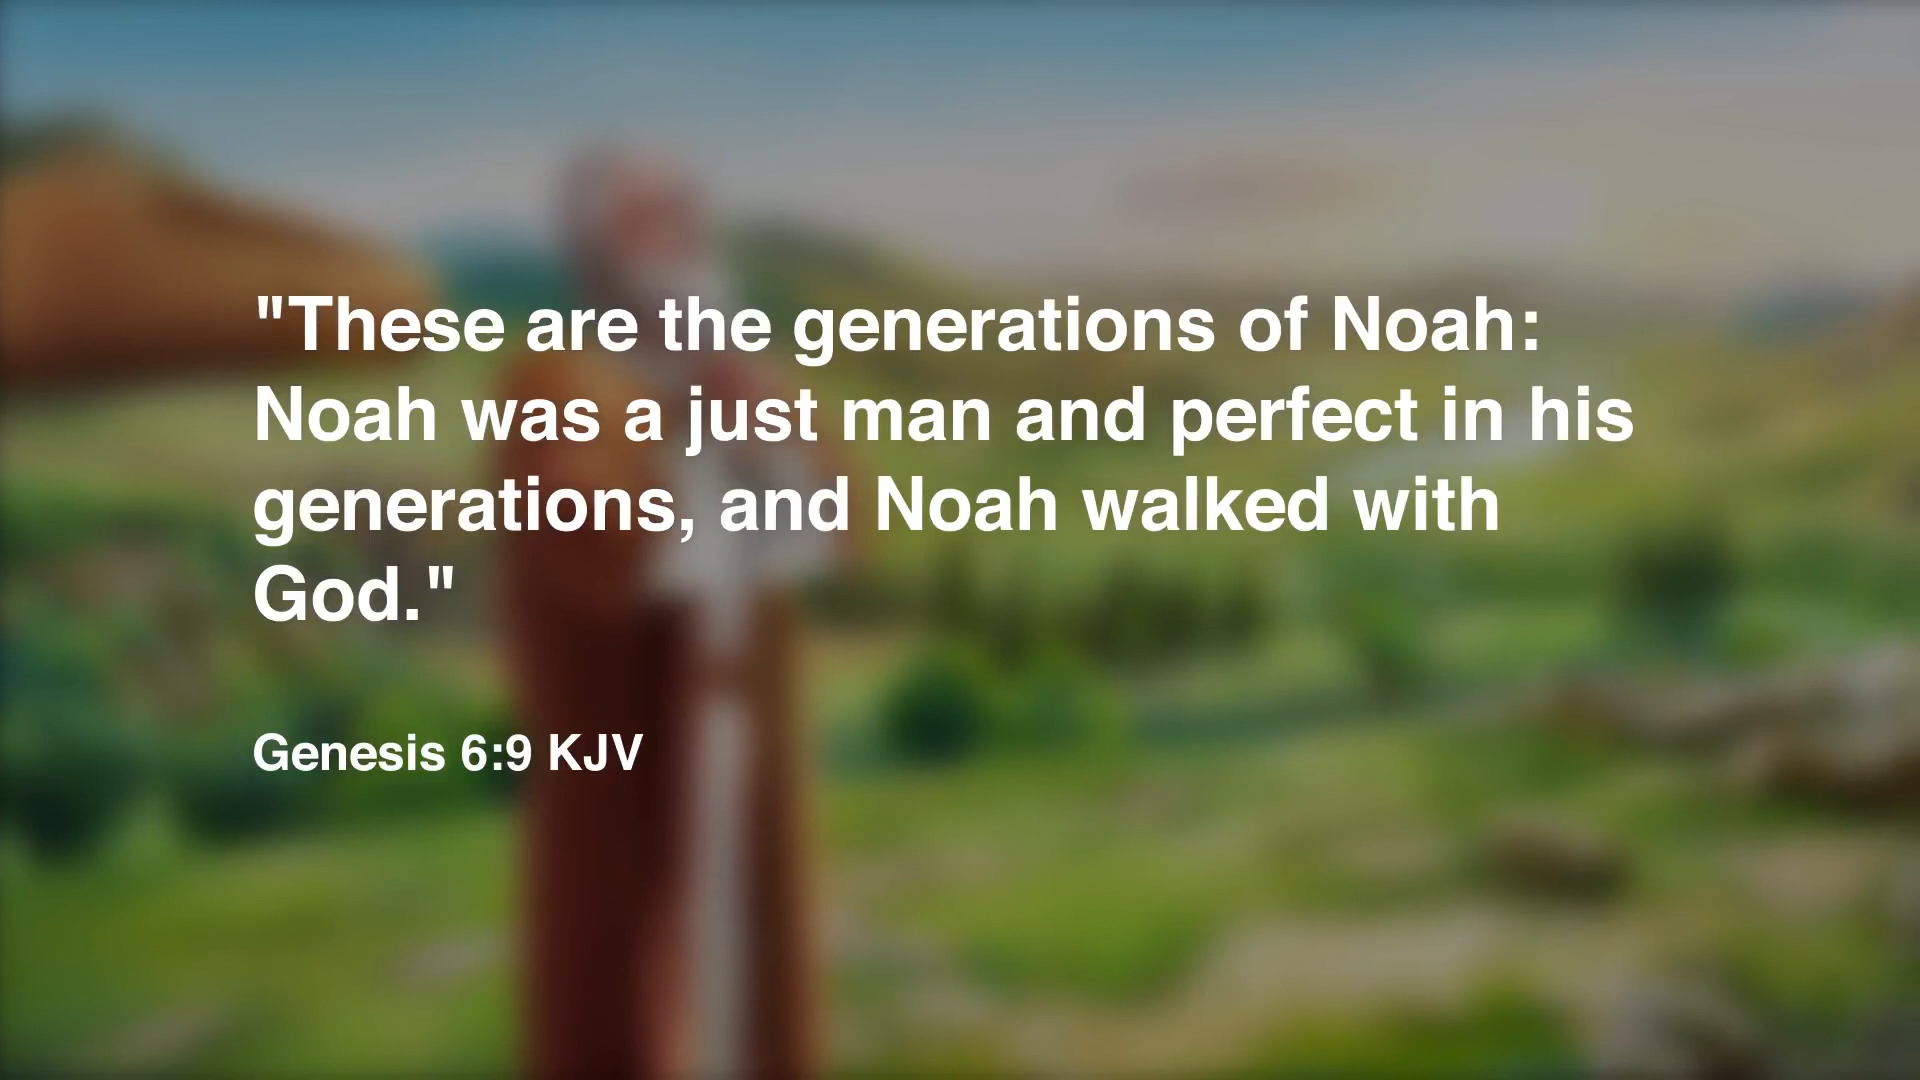 "These are the generations of Noah:
Noah was a just man and perfect in his
generations, and Noah walked with
God."
Genesis 6:9 KJV